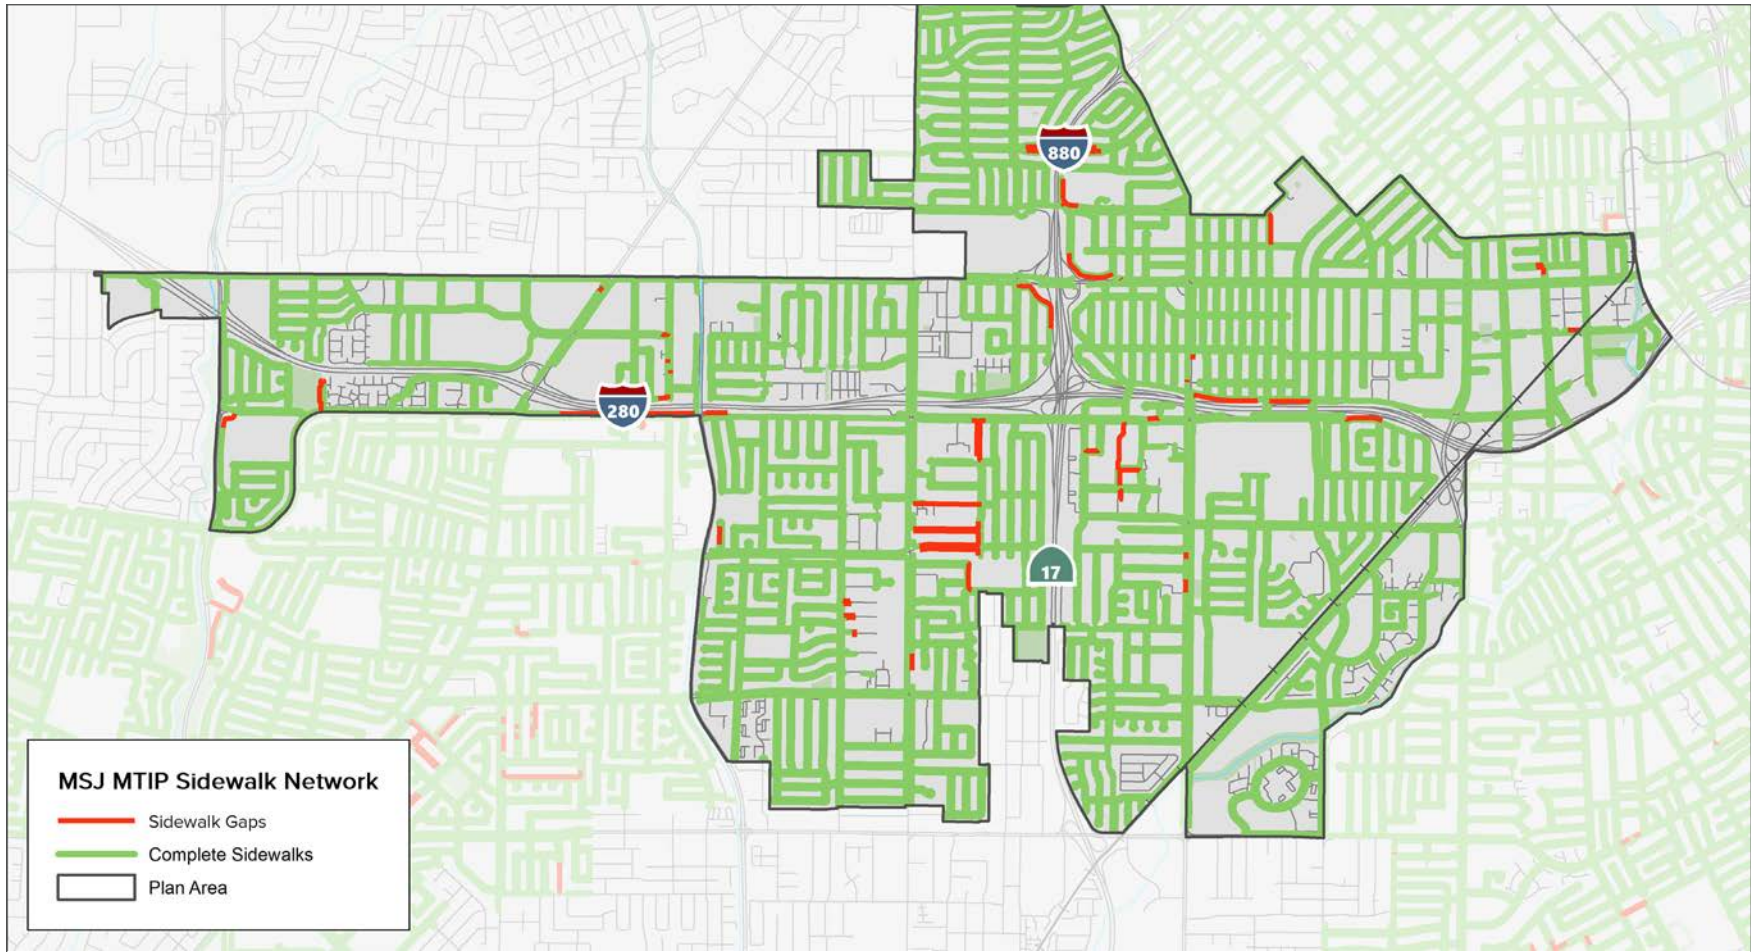 880
280
17
MSJ MTIP Sidewalk Network
Sidewalk Gaps
Complete Sidewalks
Plan Area